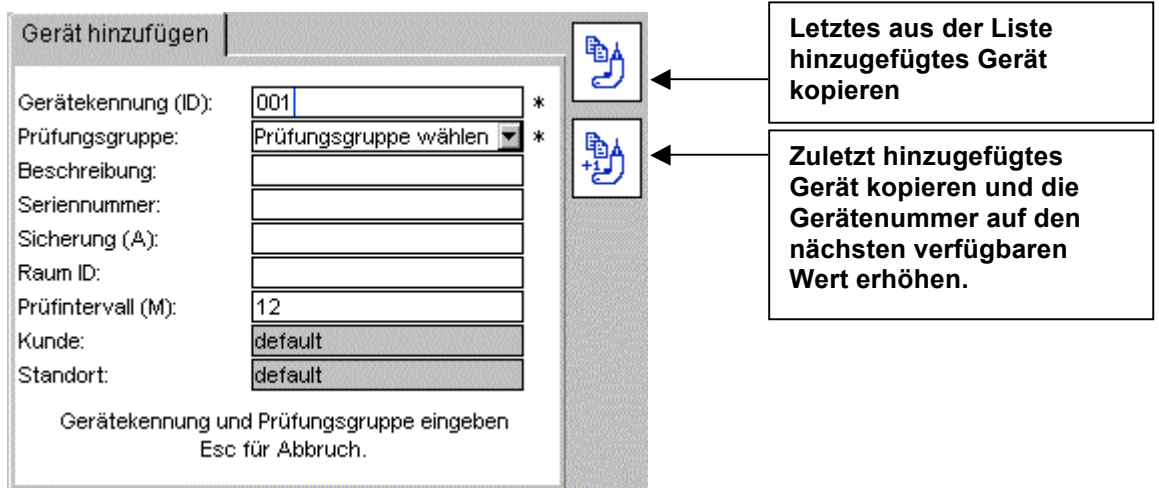 Gerät hinzufügen
Gerätekennung (ID): 001 *
Prüfungsgruppe: Prüfungsgruppe wählen *
Beschreibung:
Seriennummer:
Sicherung (A):
Raum ID:
Prüfintervall (M): 12
Kunde: default
Standort: default
Gerätekennung und Prüfungsgruppe eingeben
Esc für Abbruch.
+1
Letztes aus der Liste
hinzugefügtes Gerät
kopieren
Zuletzt hinzugefügtes
Gerät kopieren und die
Gerätenummer auf den
nächsten verfügbaren
Wert erhöhen.